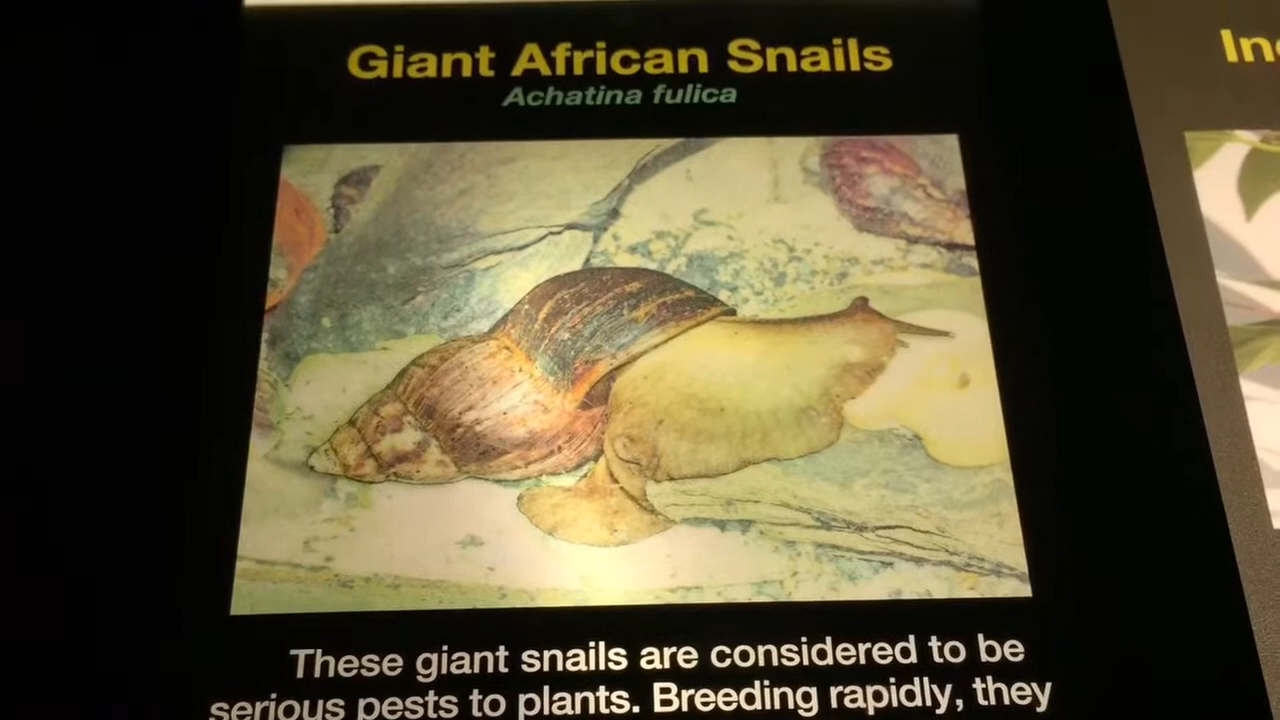 Giant African Snails
Achatina fulica
These giant snails are considered to be
serious pests to plants. Breeding rapidly, they